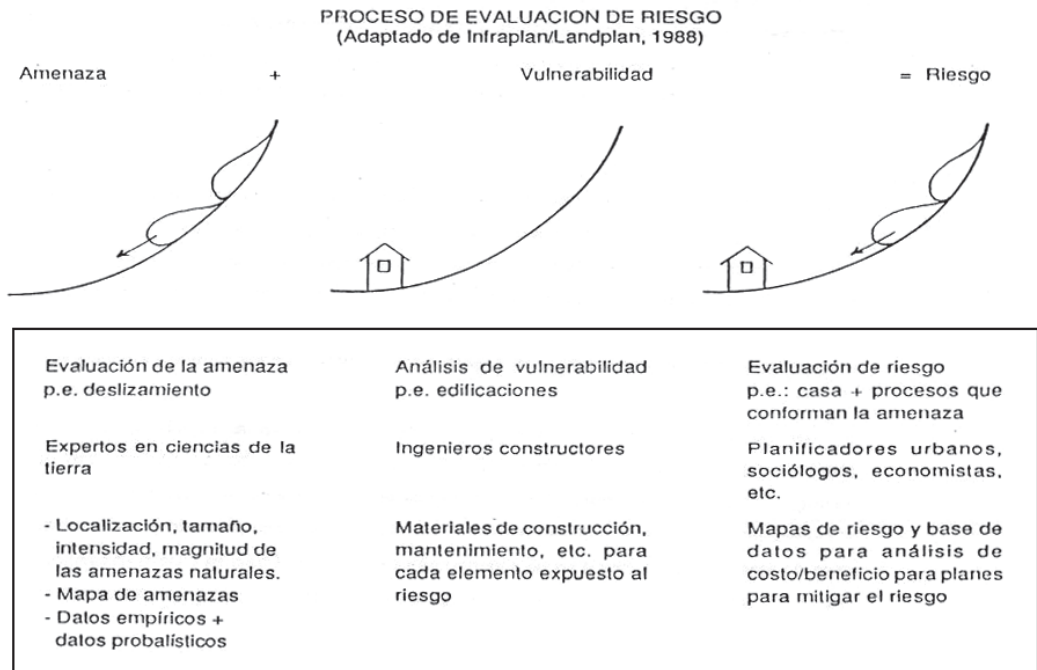 PROCESO DE EVALUACION DE RIESGO
(Adaptado de Infraplan/Landplan, 1988)
Amenaza + Vulnerabilidad = Riesgo
Evaluación de la amenaza
p.e. deslizamiento
Expertos en ciencias de la
tierra
- Localización, tamaño,
intensidad, magnitud de
las amenazas naturales.
- Mapa de amenazas
- Datos empíricos +
datos probalísticos
Análisis de vulnerabilidad
p.e. edificaciones
Ingenieros constructores
Materiales de construcción,
mantenimiento, etc. para
cada elemento expuesto al
riesgo
Evaluación de riesgo
p.e.: casa + procesos que
conforman la amenaza
Planificadores urbanos,
sociólogos, economistas,
etc.
Mapas de riesgo y base de
datos para análisis de
costo/beneficio para planes
para mitigar el riesgo